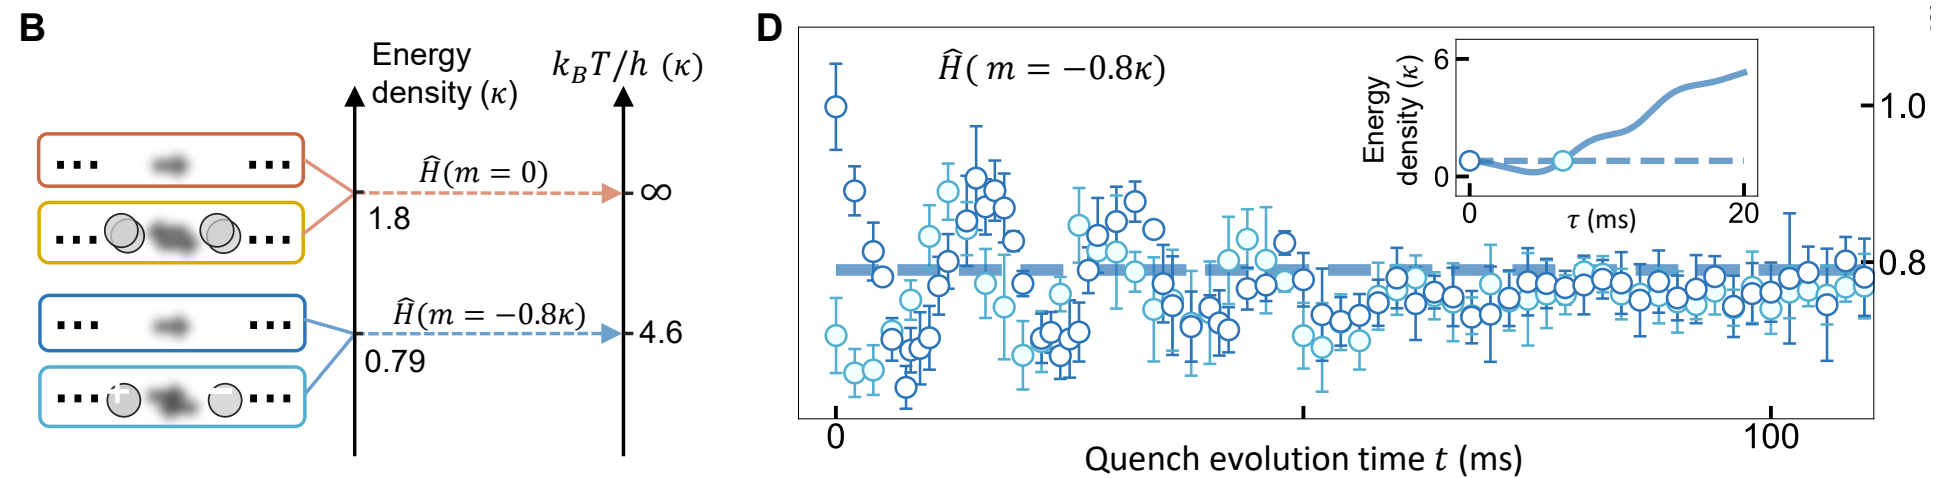 B
Energy
density (κ)
k_BT/h (κ)
Ĥ(m = 0)
∞
1.8
Ĥ(m = −0.8κ)
4.6
0.79
+
−
D
Ĥ( m = −0.8κ)
1.0
0.8
0
100
Quench evolution time t (ms)
Energy
density (κ)
6
0
0
20
τ (ms)